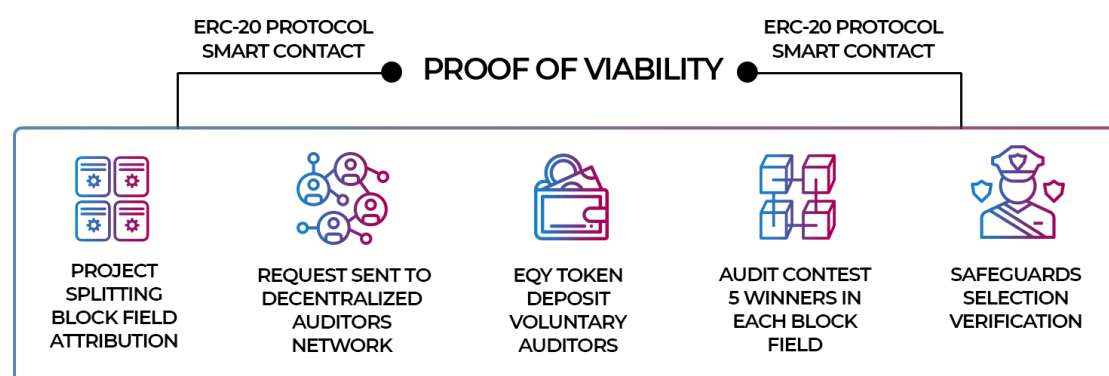 ERC-20 PROTOCOL
SMART CONTACT
PROOF OF VIABILITY
ERC-20 PROTOCOL
SMART CONTACT
PROJECT
SPLITTING
BLOCK FIELD
ATTRIBUTION
REQUEST SENT TO
DECENTRALIZED
AUDITORS
NETWORK
EQY TOKEN
DEPOSIT
VOLUNTARY
AUDITORS
AUDIT CONTEST
5 WINNERS IN
EACH BLOCK
FIELD
SAFEGUARDS
SELECTION
VERIFICATION